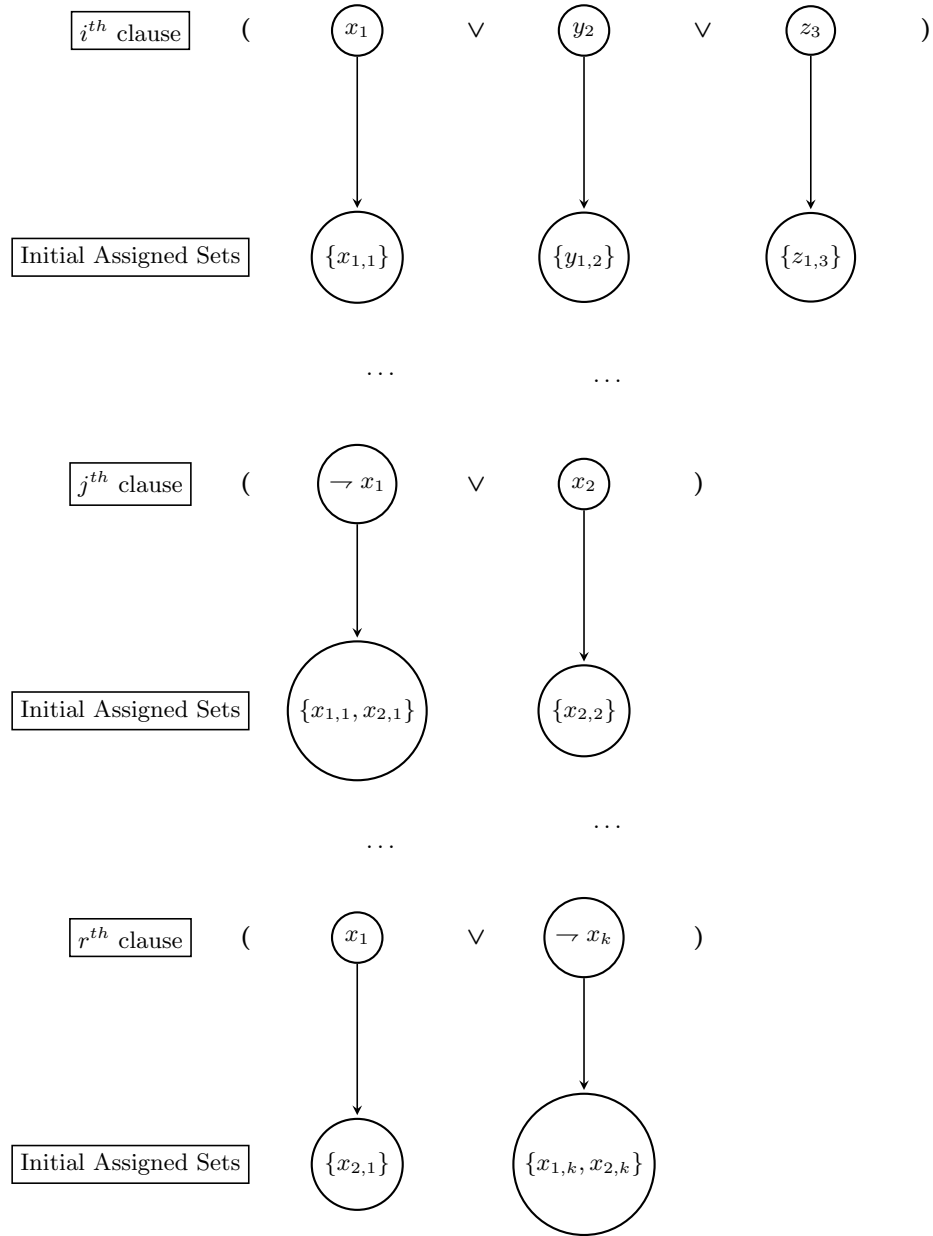 i^{th} clause ( x_1 ∨ y_2 ∨ z_3 )
Initial Assigned Sets {x_{1,1}} {y_{1,2}} {z_{1,3}}
... ...
j^{th} clause ( ¬ x_1 ∨ x_2 )
Initial Assigned Sets {x_{1,1}, x_{2,1}} {x_{2,2}}
... ...
r^{th} clause ( x_1 ∨ ¬ x_k )
Initial Assigned Sets {x_{2,1}} {x_{1,k}, x_{2,k}}